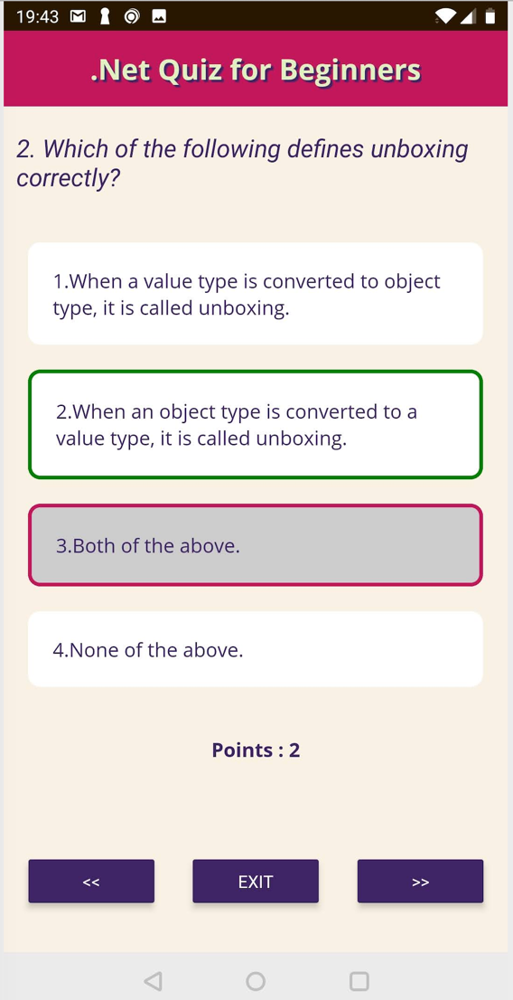 19:43
.Net Quiz for Beginners
2. Which of the following defines unboxing
correctly?
1.When a value type is converted to object
type, it is called unboxing.
2.When an object type is converted to a
value type, it is called unboxing.
3.Both of the above.
4.None of the above.
Points : 2
<<
EXIT
>>